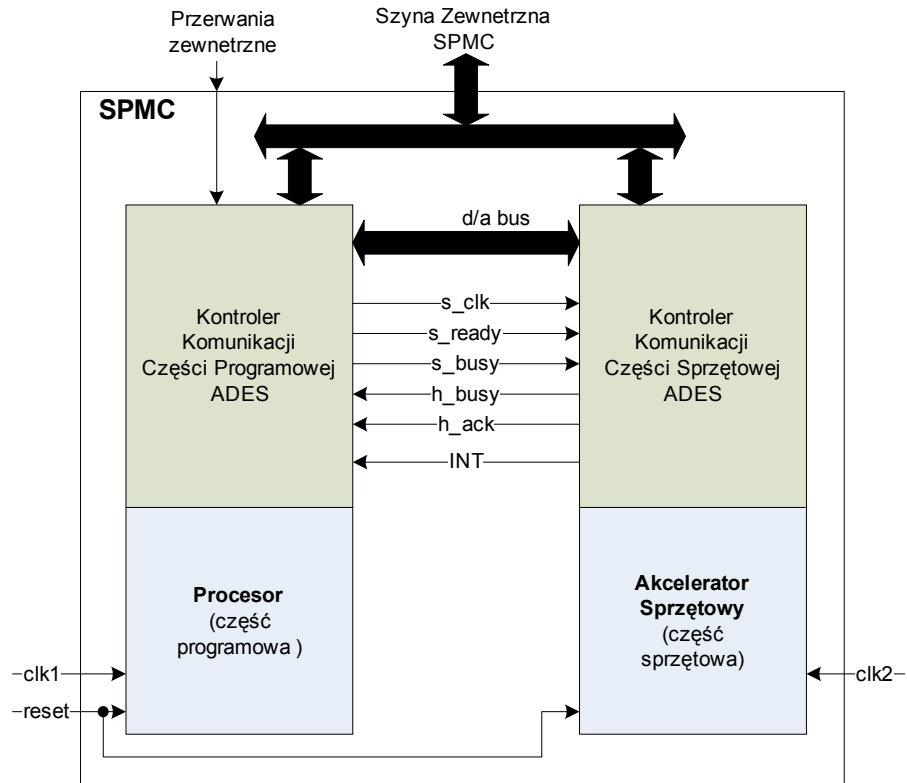 Przerwania
zewnetrzne
Szyna Zewnetrzna
SPMC
SPMC
d/a bus
s_clk
s_ready
s_busy
h_busy
h_ack
INT
Kontroler
Komunikacji
Części Programowej
ADES
Kontroler
Komunikacji
Części Sprzętowej
ADES
Procesor
(część
programowa )
Akcelerator
Sprzętowy
(część
sprzętowa)
clk1
reset
clk2